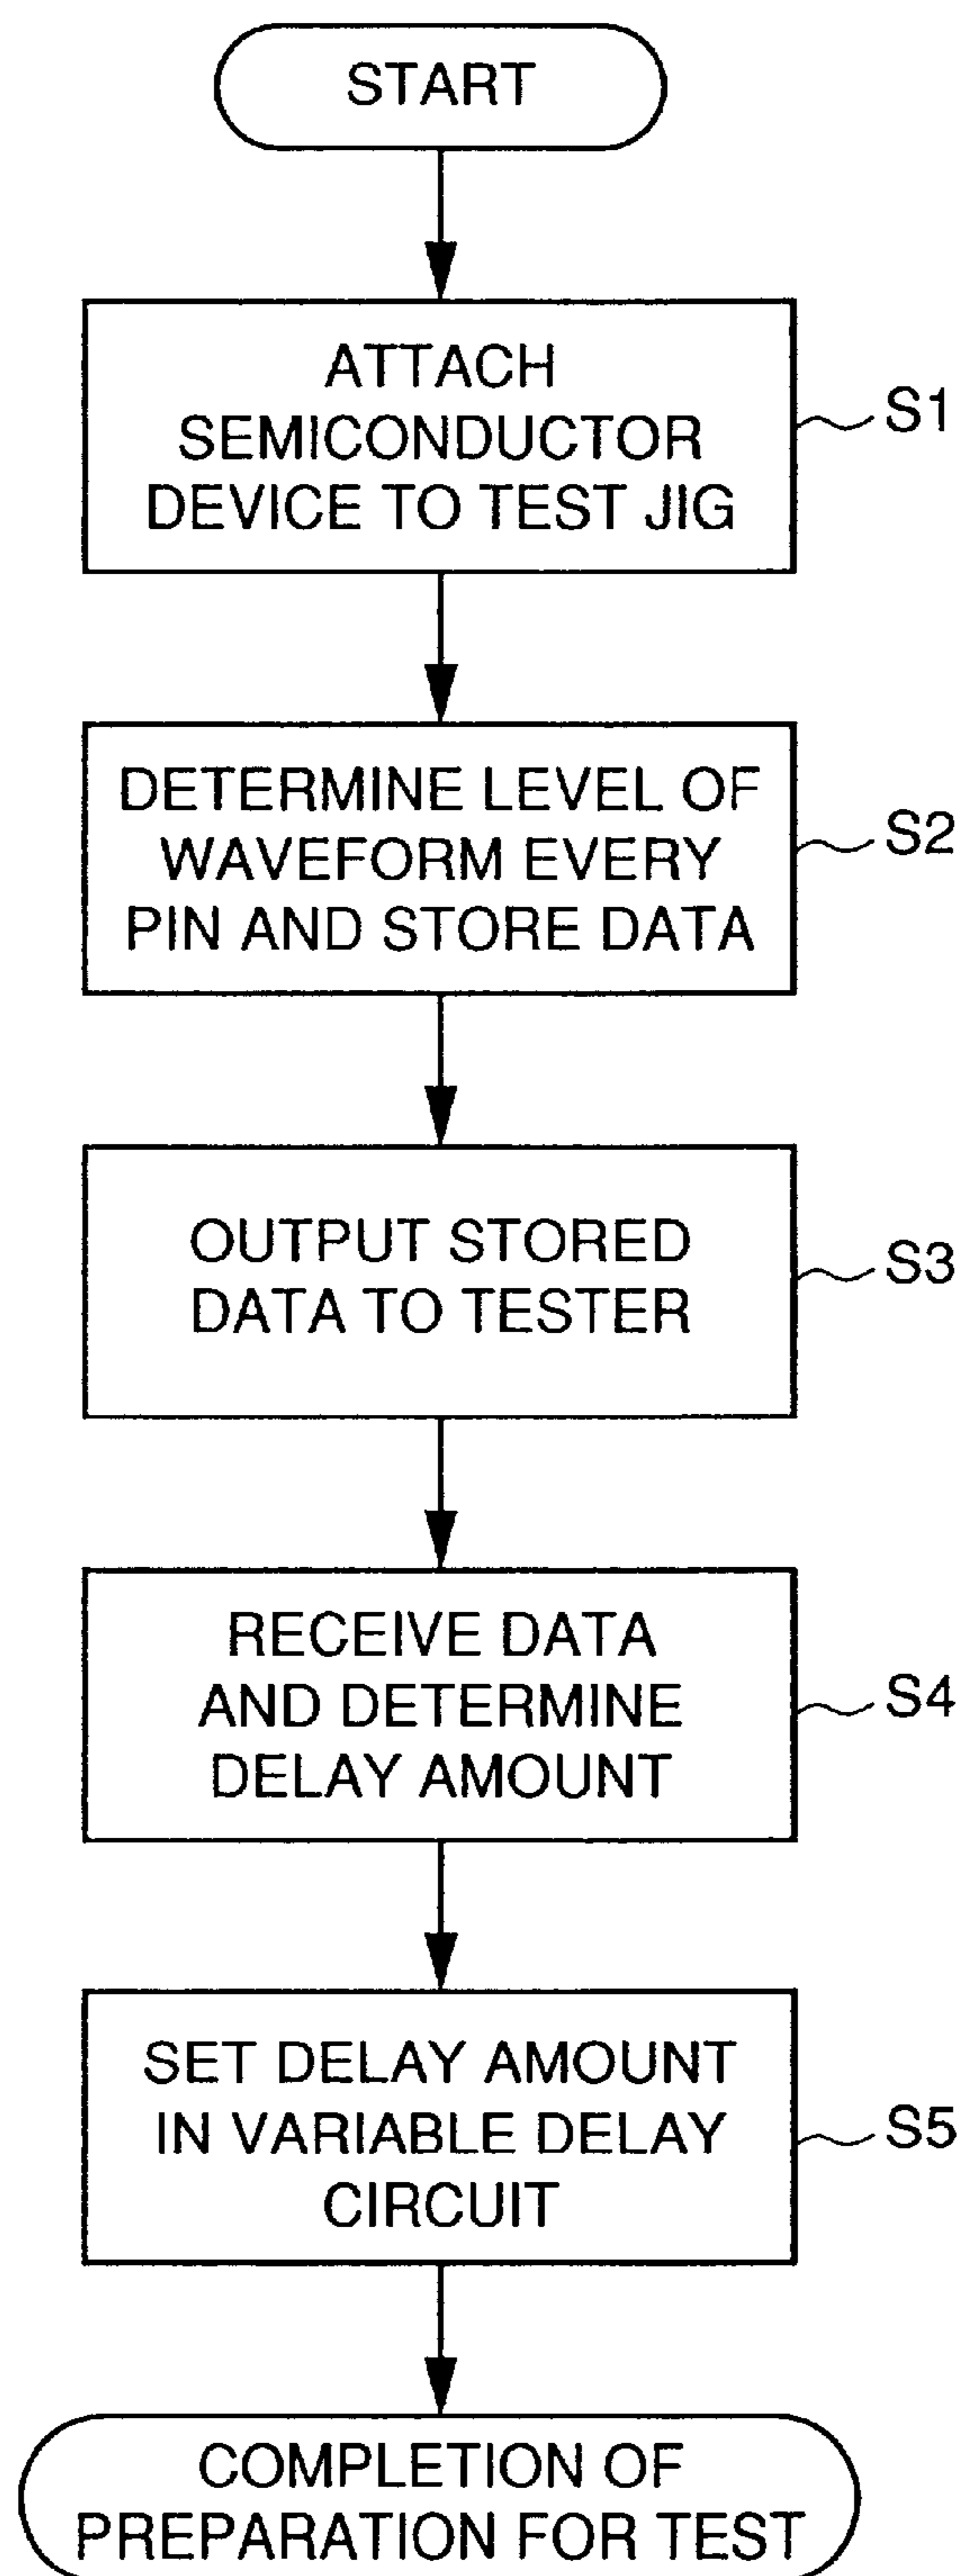 START
ATTACH
SEMICONDUCTOR
DEVICE TO TEST JIG
S1
DETERMINE LEVEL OF
WAVEFORM EVERY
PIN AND STORE DATA
S2
OUTPUT STORED
DATA TO TESTER
S3
RECEIVE DATA
AND DETERMINE
DELAY AMOUNT
S4
SET DELAY AMOUNT
IN VARIABLE DELAY
CIRCUIT
S5
COMPLETION OF
PREPARATION FOR TEST